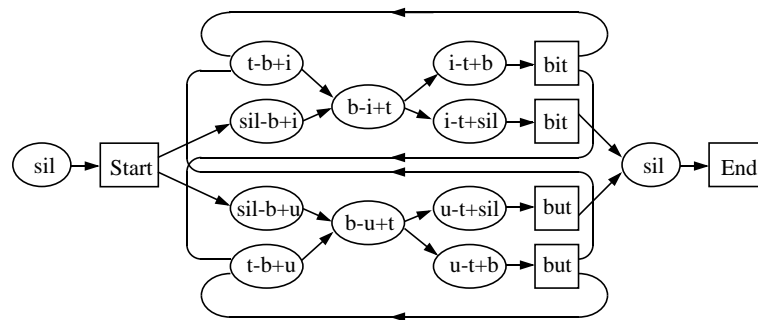 t-b+i
i-t+b
bit
b-i+t
sil-b+i
i-t+sil
bit
sil
Start
sil
End
sil-b+u
u-t+sil
but
b-u+t
t-b+u
u-t+b
but